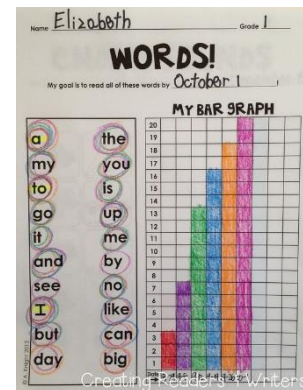 Name Elizabeth Grade 1
WORDS!
My goal is to read all of these words by October 1
MY BAR GRAPH
a the
my you
to is
go up
it me
and by
see no
I like
but can
day big
20
19
18
17
16
15
14
13
12
11
10
9
8
7
6
5
4
3
2
1
Date
Creating Readers & Writers